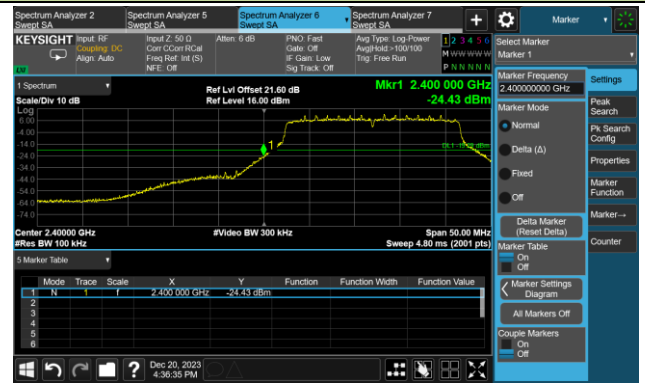 Spectrum Analyzer 2
Swept SA
Spectrum Analyzer 5
Swept SA
Spectrum Analyzer 6
Swept SA
Spectrum Analyzer 7
Swept SA
+
Marker
KEYSIGHT
Input: RF
Coupling: DC
Align: Auto
Input Z: 50 Ω
Corr CCorr RCal
Freq Ref: Int (S)
NFE: Off
Atten: 6 dB
PNO: Fast
Gate: Off
IF Gain: Low
Sig Track: Off
Avg Type: Log-Power
Avg|Hold:>100/100
Trig: Free Run
1 2 3 4 5 6
M W W W W W
P N N N N N
Select Marker
Marker 1
1 Spectrum
Scale/Div 10 dB
Log
Ref Lvl Offset 21.60 dB
Ref Level 16.00 dBm
Mkr1 2.400 000 GHz
-24.43 dBm
6.00
-4.00
-14.0
-24.0
-34.0
-44.0
-54.0
-64.0
-74.0
1
Center 2.40000 GHz
#Res BW 100 kHz
#Video BW 300 kHz
Span 50.00 MHz
Sweep 4.80 ms (2001 pts)
5 Marker Table
Mode Trace Scale X Y Function Function Width Function Value
1 N 1 f 2.400 000 GHz -24.43 dBm
2
3
4
5
6
Marker Frequency
2.400000000 GHz
Marker Mode
Normal
Delta (Δ)
Fixed
Off
Delta Marker
(Reset Delta)
Marker Table
On
Off
Marker Settings
Diagram
All Markers Off
Couple Markers
On
Off
Settings
Peak
Search
Pk Search
Config
Properties
Marker
Function
Marker→
Counter
?
Dec 20, 2023
4:36:35 PM